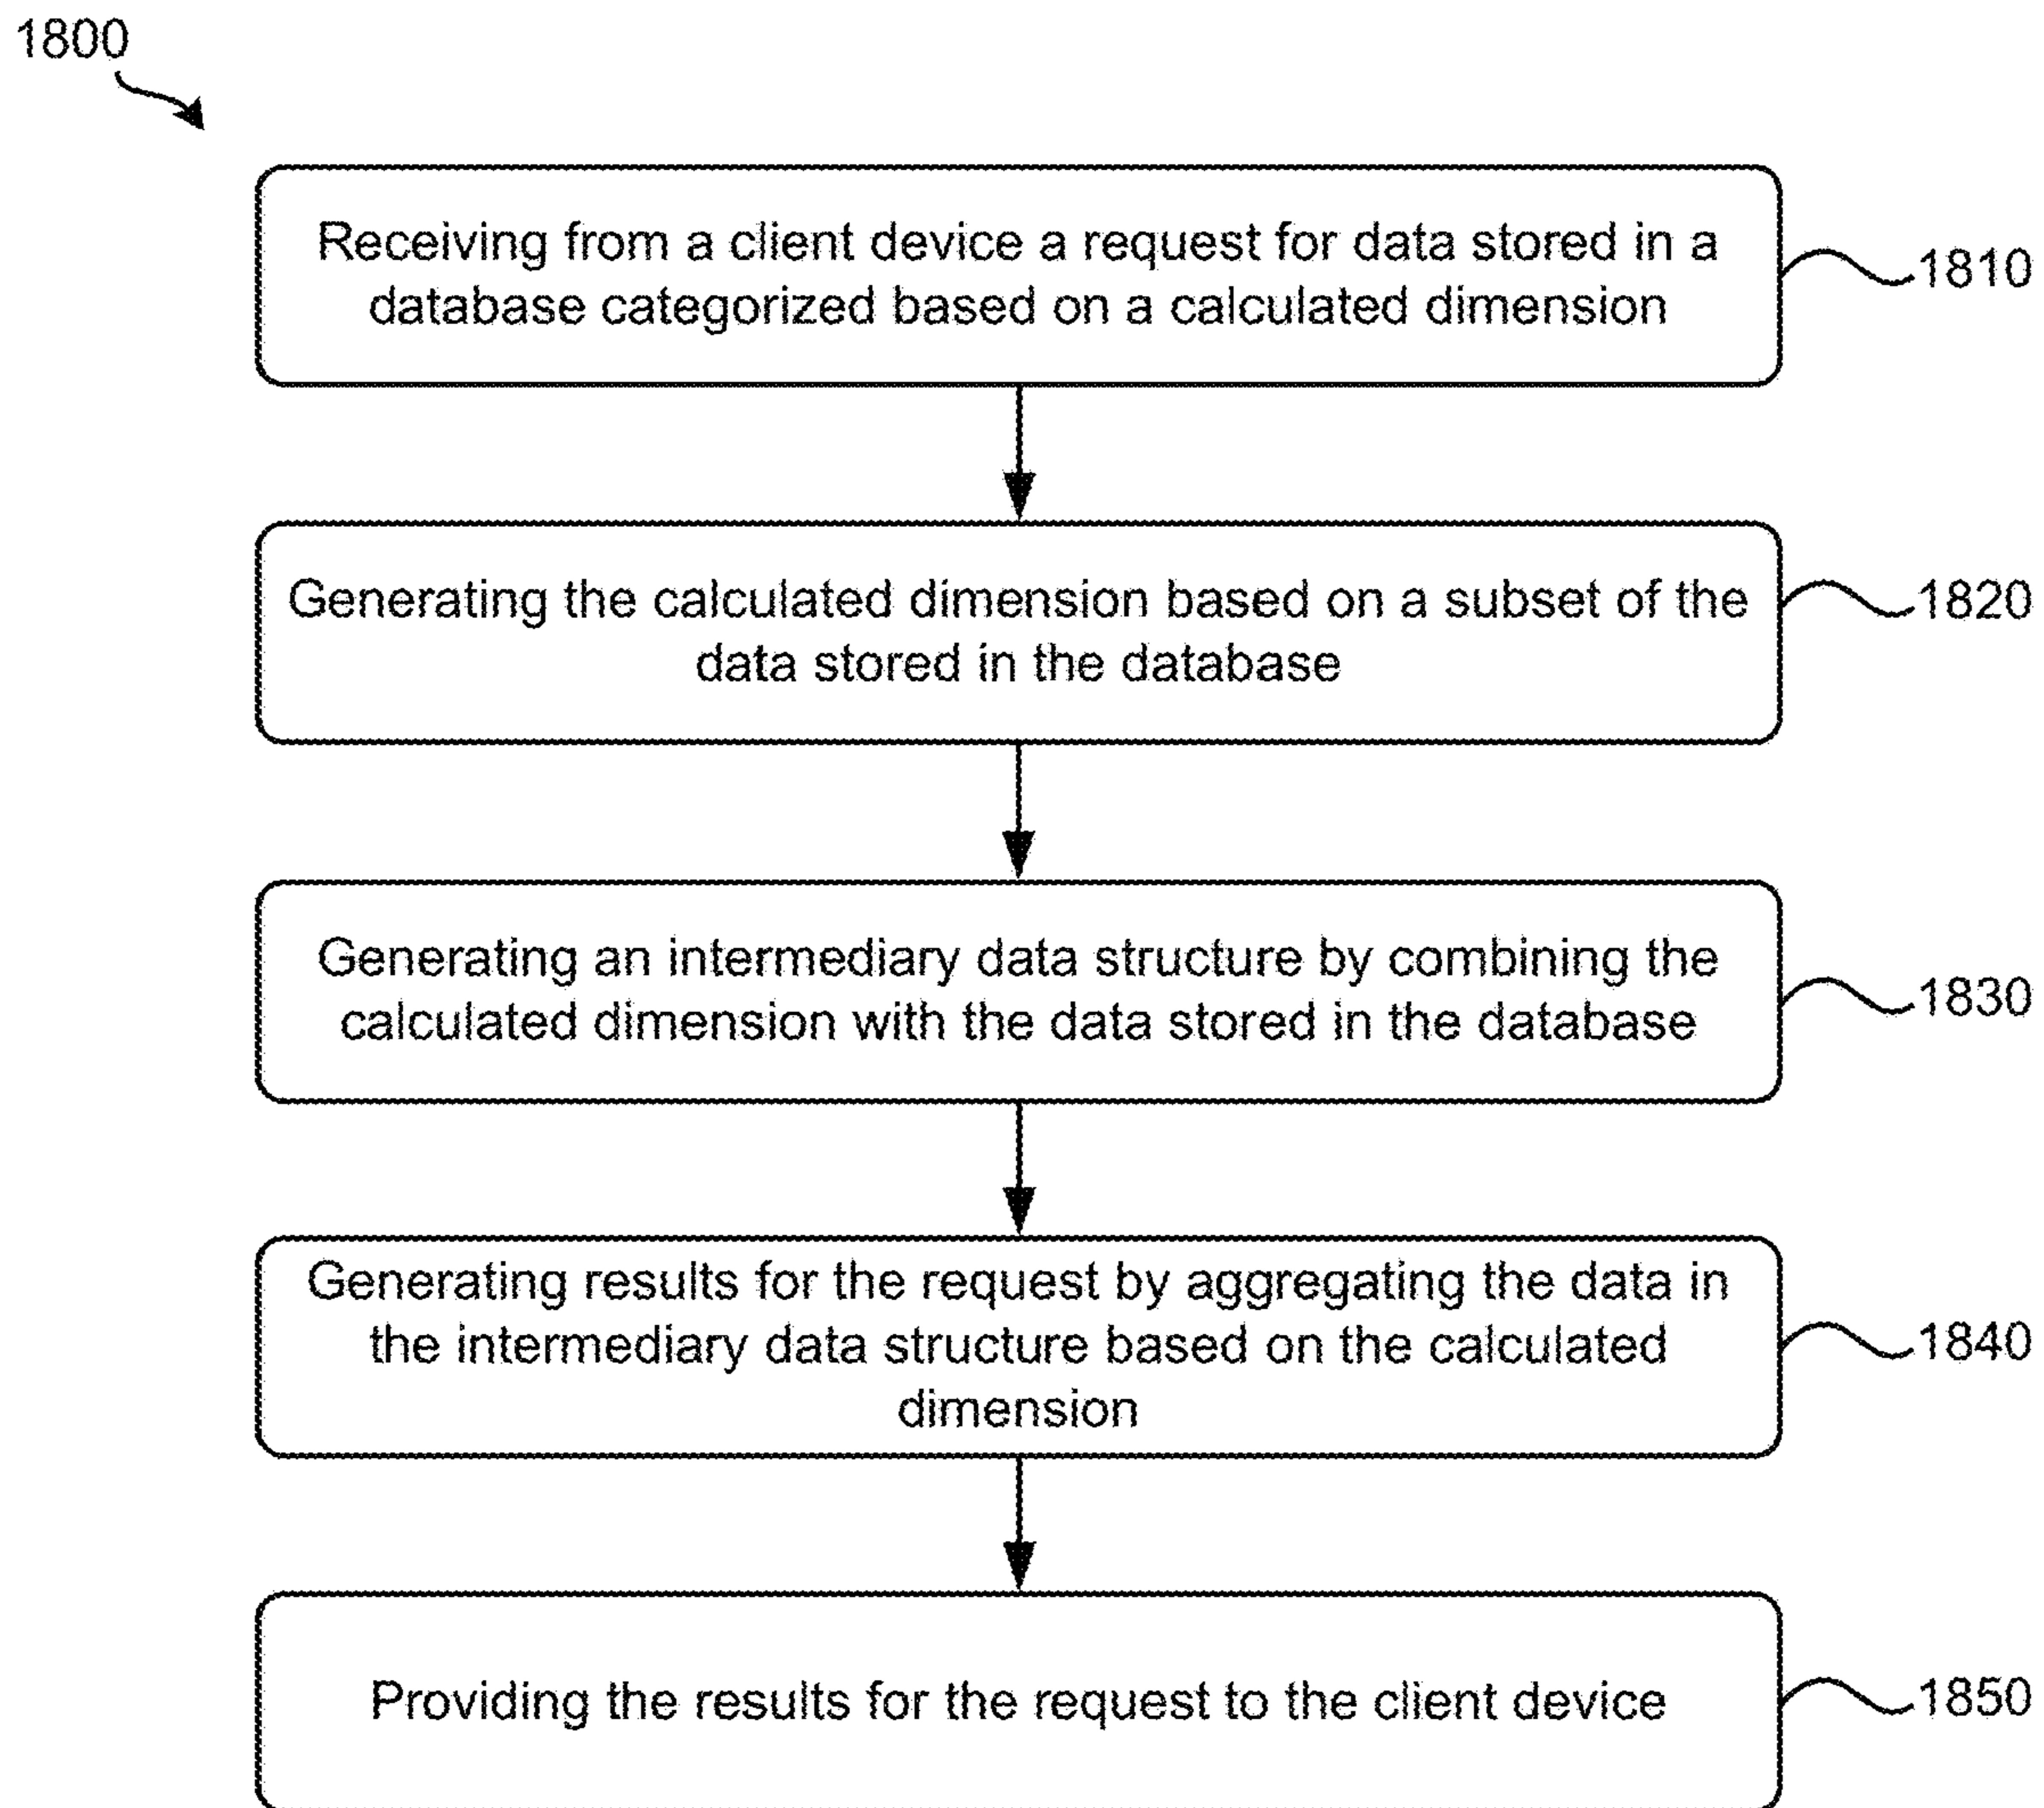 1800
Receiving from a client device a request for data stored in a
database categorized based on a calculated dimension
1810
Generating the calculated dimension based on a subset of the
data stored in the database
1820
Generating an intermediary data structure by combining the
calculated dimension with the data stored in the database
1830
Generating results for the request by aggregating the data in
the intermediary data structure based on the calculated
dimension
1840
Providing the results for the request to the client device
1850